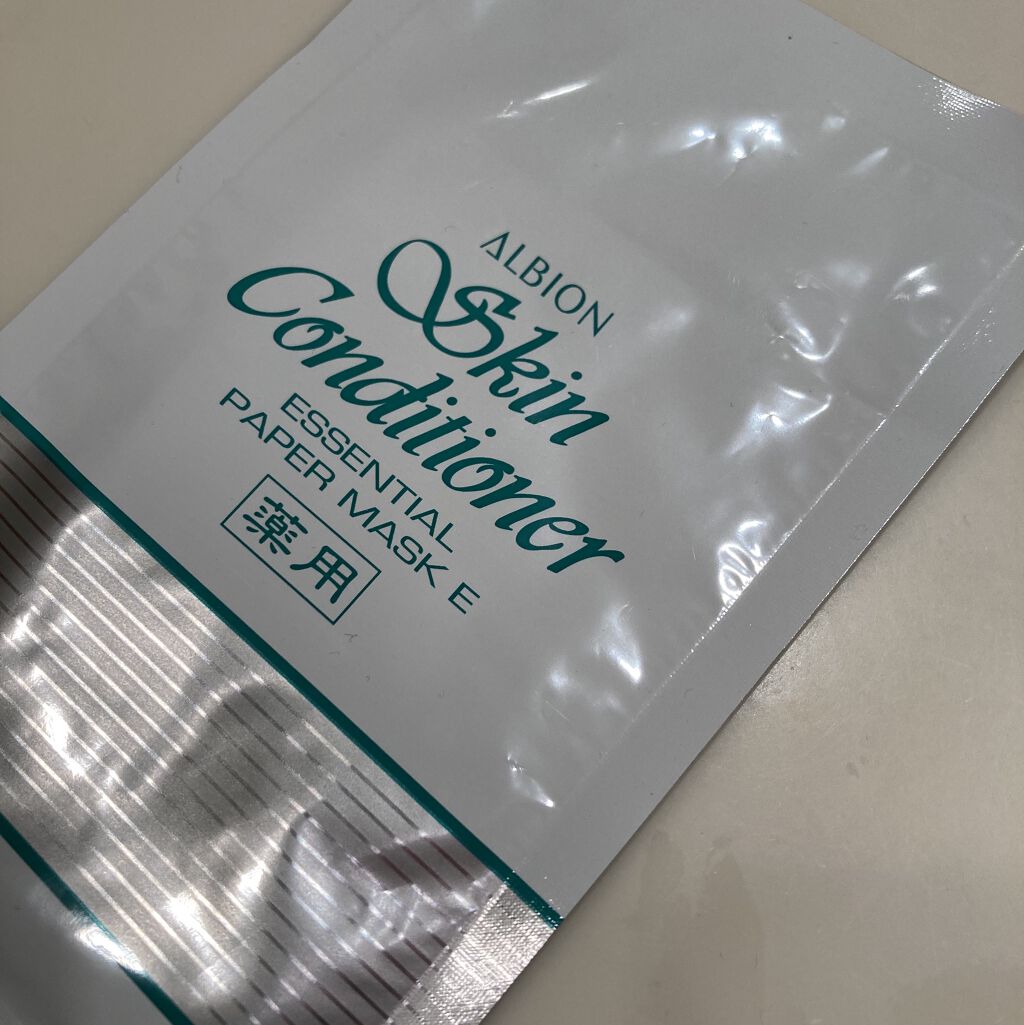 ALBION
Skin
Conditioner
ESSENTIAL
PAPER MASK E
薬用